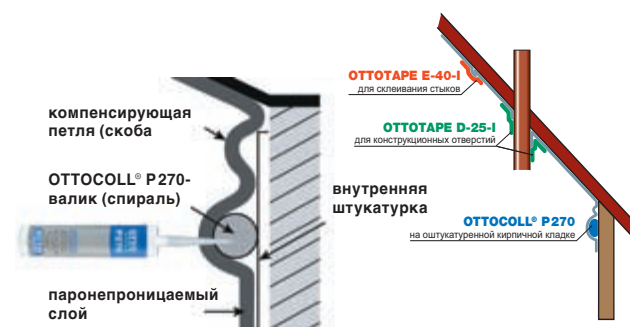 компенсирующая
петля (скоба
OTTOCOLL® P270-
валик (спираль)
паронепроницаемый
слой
внутренняя
штукатурка
OTTOTAPE E-40-I
для склеивания стыков
OTTOTAPE D-25-I
для конструкционных отверстий
OTTOCOLL® P270
на оштукатуренной кирпичной кладке